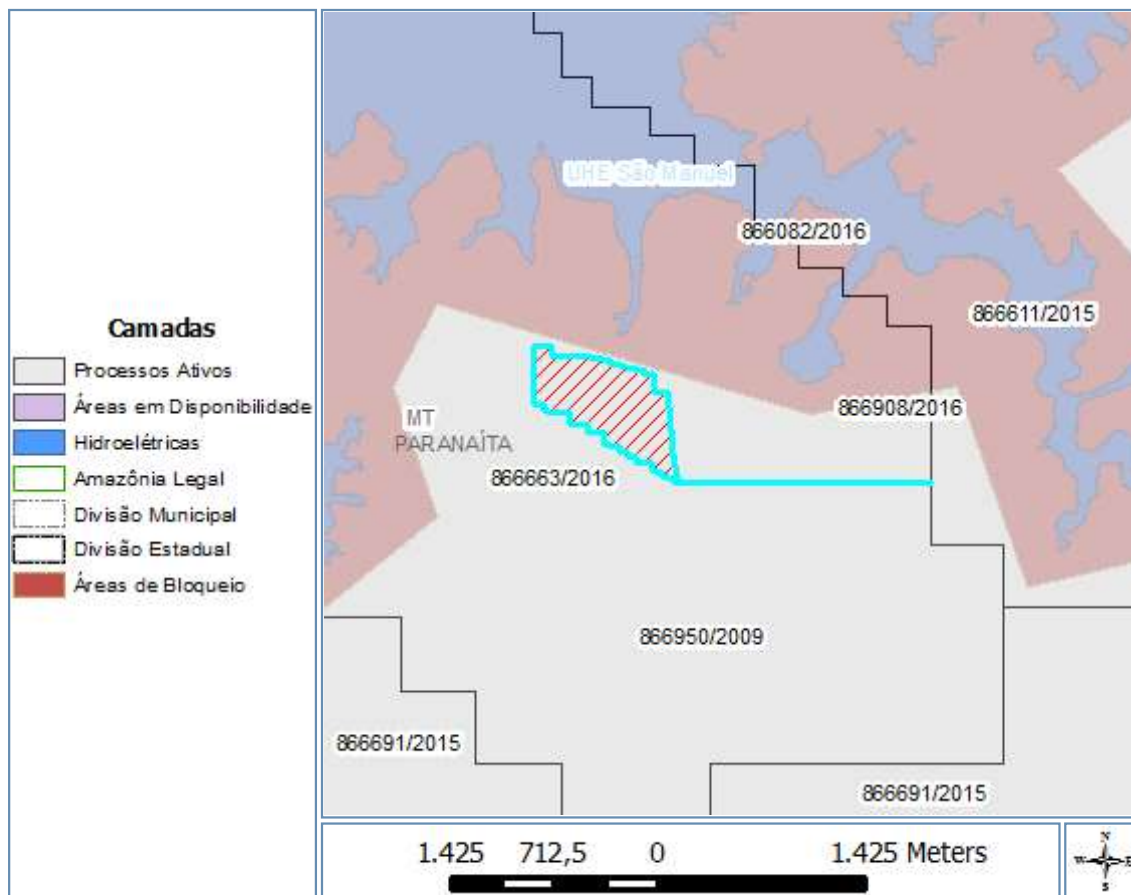 Camadas
Processos Ativos
Áreas em Disponibilidade
Hidroelétricas
Amazônia Legal
Divisão Municipal
Divisão Estadual
Áreas de Bloqueio
UHE São Manuel
866082/2016
866611/2015
866908/2016
MT
PARANAÍTA
866663/2016
866950/2009
866691/2015
866691/2015
1.425 712,5 0 1.425 Meters
N
W E
S